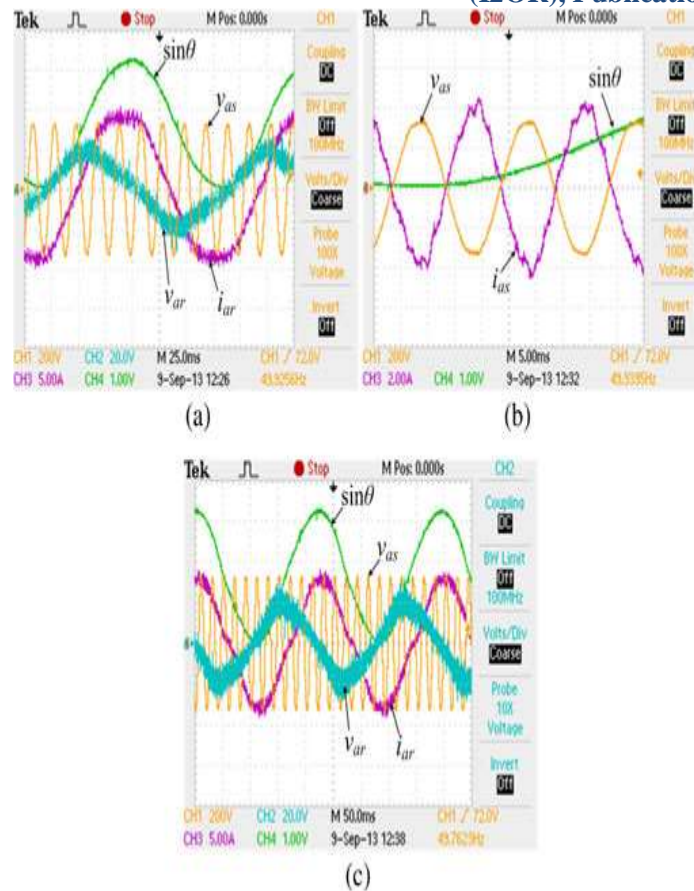 (I2OR), Publication
Tek Stop M Pos: 0.000s CH1
sinθ
v_as
v_ar
i_ar
Coupling
DC
BW Limit
Off
100MHz
Volts/Div
Coarse
Probe
100X
Voltage
Invert
Off
CH1 200V CH2 20.0V M 25.0ms CH1 / 72.0V
CH3 5.00A CH4 1.00V 9-Sep-13 12:26
(a)
Tek Stop M Pos: 0.000s CH1
v_as
sinθ
i_as
Coupling
DC
BW Limit
Off
100MHz
Volts/Div
Coarse
Probe
100X
Voltage
Invert
Off
CH1 200V M 5.00ms CH1 / 72.0V
CH3 2.00A CH4 1.00V 9-Sep-13 12:32
(b)
Tek Stop M Pos: 0.000s CH2
sinθ
v_as
v_ar
i_ar
Coupling
DC
BW Limit
Off
100MHz
Volts/Div
Coarse
Probe
10X
Voltage
Invert
Off
CH1 200V CH2 20.0V M 50.0ms CH1 / 72.0V
CH3 5.00A CH4 1.00V 9-Sep-13 12:38
(c)